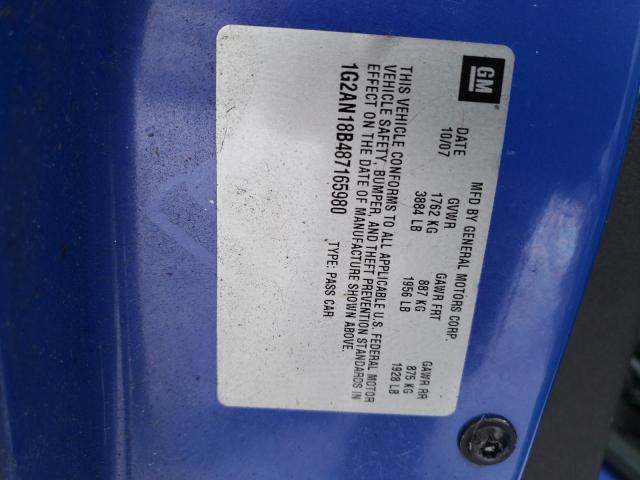 GM
MFD BY GENERAL MOTORS CORP.
DATE GVWR GAWR FRT GAWR RR
10/07 1762 KG 887 KG 875 KG
3884 LB 1956 LB 1928 LB
THIS VEHICLE CONFORMS TO ALL APPLICABLE U.S. FEDERAL MOTOR
VEHICLE SAFETY, BUMPER, AND THEFT PREVENTION STANDARDS IN
EFFECT ON THE DATE OF MANUFACTURE SHOWN ABOVE.
1G2AN18B487165980 TYPE: PASS CAR